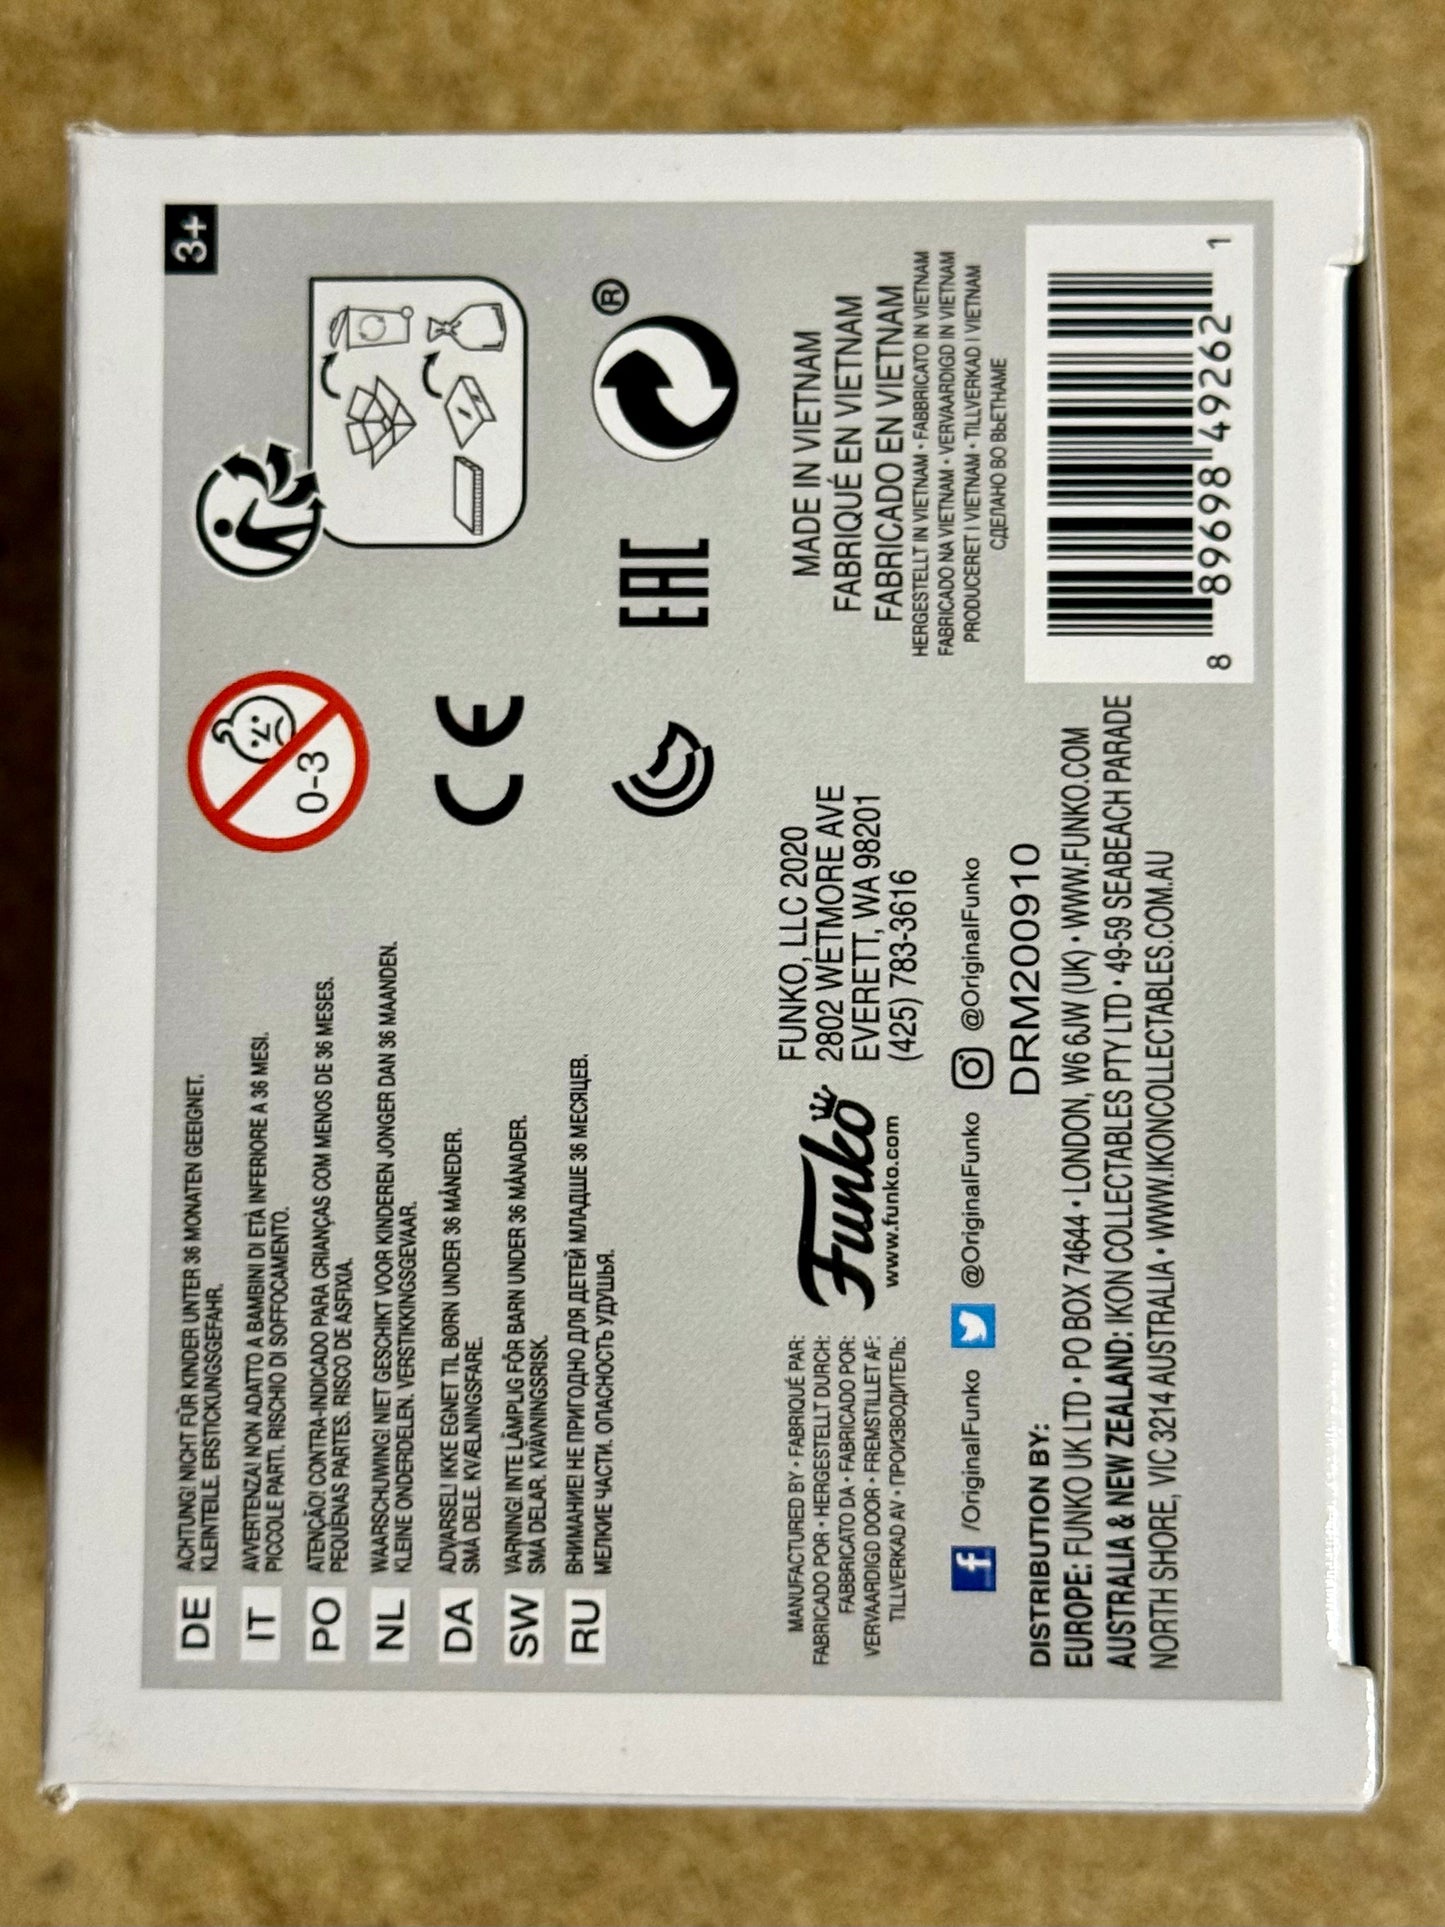 3+
DE ACHTUNG! NICHT FÜR KINDER UNTER 36 MONATEN GEEIGNET.
KLEINTEILE. ERSTICKUNGSGEFAHR.
IT AVVERTENZA! NON ADATTO A BAMBINI DI ETÀ INFERIORE A 36 MESI.
PICCOLE PARTI. RISCHIO DI SOFFOCAMENTO.
PO ATENÇÃO! CONTRA-INDICADO PARA CRIANÇAS COM MENOS DE 36 MESES.
PEQUENAS PARTES. RISCO DE ASFIXIA.
NL WAARSCHUWING! NIET GESCHIKT VOOR KINDEREN JONGER DAN 36 MAANDEN.
KLEINE ONDERDELEN. VERSTIKKINGSGEVAAR.
DA ADVARSEL! IKKE EGNET TIL BØRN UNDER 36 MÅNEDER.
SMÅ DELE. KVÆLNINGSFARE.
SW VARNING! INTE LÄMPLIG FÖR BARN UNDER 36 MÅNADER.
SMÅ DELAR. KVÄVNINGSRISK.
RU ВНИМАНИЕ! НЕ ПРИГОДНО ДЛЯ ДЕТЕЙ МЛАДШЕ 36 МЕСЯЦЕВ.
МЕЛКИЕ ЧАСТИ. ОПАСНОСТЬ УДУШЬЯ.
0-3
CE
EAC
®
MANUFACTURED BY • FABRIQUÉ PAR:
FABRICADO POR • HERGESTELLT DURCH:
FABBRICATO DA • FABRICADO POR:
VERVAARDIGD DOOR • FREMSTILLET AF:
TILLVERKAD AV • ПРОИЗВОДИТЕЛЬ:
Funko
www.funko.com
FUNKO, LLC 2020
2802 WETMORE AVE
EVERETT, WA 98201
(425) 783-3616
MADE IN VIETNAM
FABRIQUÉ EN VIETNAM
FABRICADO EN VIETNAM
HERGESTELLT IN VIETNAM • FABBRICATO IN VIETNAM
FABRICADO NA VIETNAM • VERVAARDIGD IN VIETNAM
PRODUCERET I VIETNAM • TILLVERKAD I VIETNAM
СДЕЛАНО ВО ВЬЕТНАМЕ
f /OriginalFunko @OriginalFunko @OriginalFunko
DRM200910
DISTRIBUTION BY:
EUROPE: FUNKO UK LTD • PO BOX 74644 • LONDON, W6 6JW (UK) • WWW.FUNKO.COM
AUSTRALIA & NEW ZEALAND: IKON COLLECTABLES PTY LTD • 49-59 SEABEACH PARADE
NORTH SHORE, VIC 3214 AUSTRALIA • WWW.IKONCOLLECTABLES.COM.AU
8 89698 49262 1